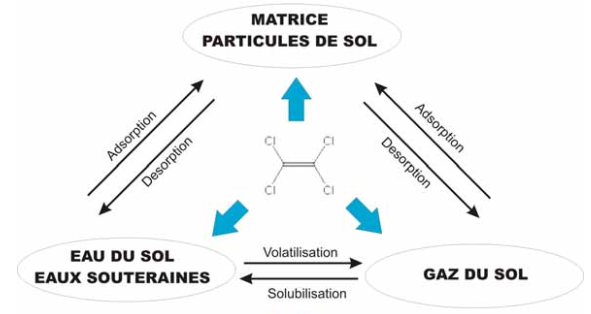 MATRICE
PARTICULES DE SOL
Adsorption
Desorption
Adsorption
Desorption
Cl
Cl
Cl
Cl
EAU DU SOL
EAUX SOUTERAINES
Volatilisation
Solubilisation
GAZ DU SOL